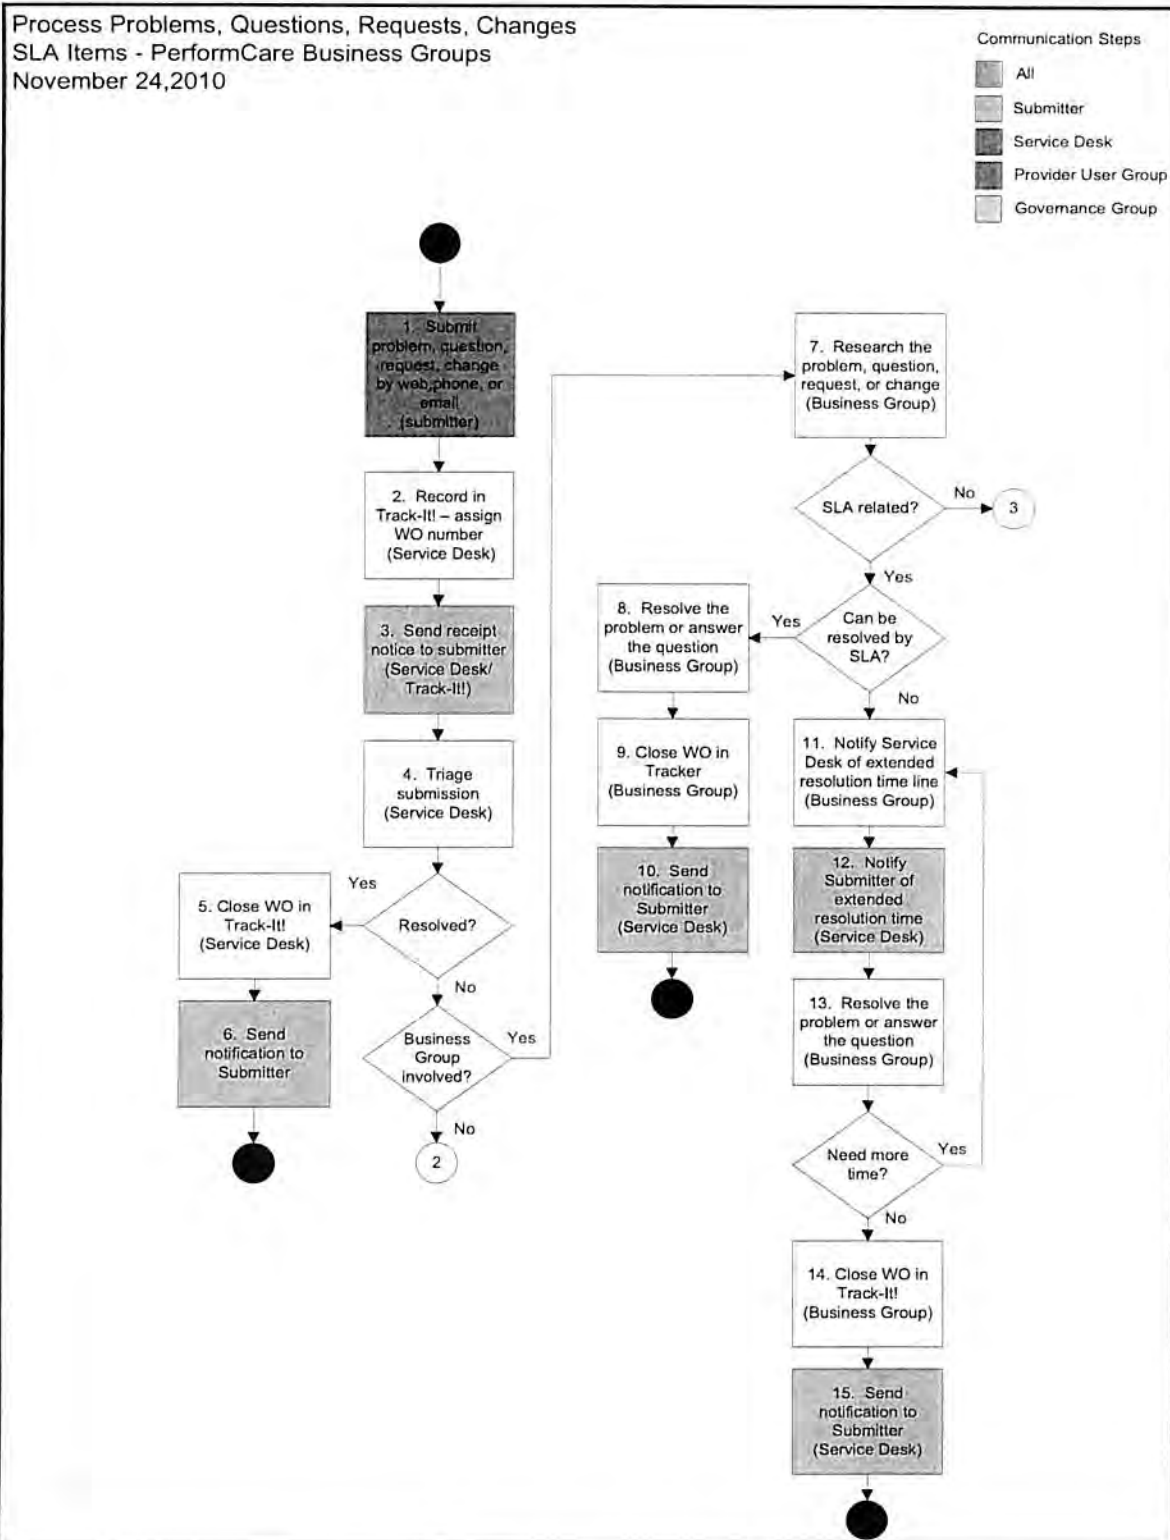 Process Problems, Questions, Requests, Changes
SLA Items - PerformCare Business Groups
November 24,2010
Communication Steps
All
Submitter
Service Desk
Provider User Group
Governance Group
1. Submit
problem, question,
request, change
by web,phone, or
email
(submitter)
2. Record in
Track-It! – assign
WO number
(Service Desk)
3. Send receipt
notice to submitter
(Service Desk/
Track-It!)
4. Triage
submission
(Service Desk)
Resolved?
Yes
No
5. Close WO in
Track-It!
(Service Desk)
6. Send
notification to
Submitter
Business
Group
involved?
Yes
No
2
7. Research the
problem, question,
request, or change
(Business Group)
SLA related?
No
3
Yes
Can be
resolved by
SLA?
Yes
No
8. Resolve the
problem or answer
the question
(Business Group)
9. Close WO in
Tracker
(Business Group)
10. Send
notification to
Submitter
(Service Desk)
11. Notify Service
Desk of extended
resolution time line
(Business Group)
12. Notify
Submitter of
extended
resolution time
(Service Desk)
13. Resolve the
problem or answer
the question
(Business Group)
Need more
time?
Yes
No
14. Close WO in
Track-It!
(Business Group)
15. Send
notification to
Submitter
(Service Desk)